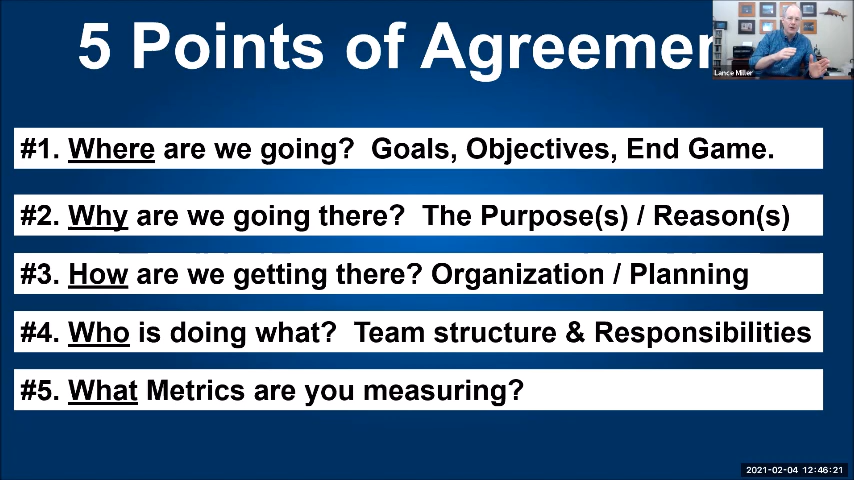 5 Points of Agreemen
Lance Miller
#1. Where are we going? Goals, Objectives, End Game.
#2. Why are we going there? The Purpose(s) / Reason(s)
#3. How are we getting there? Organization / Planning
#4. Who is doing what? Team structure & Responsibilities
#5. What Metrics are you measuring?
2021-02-04 12:46:21